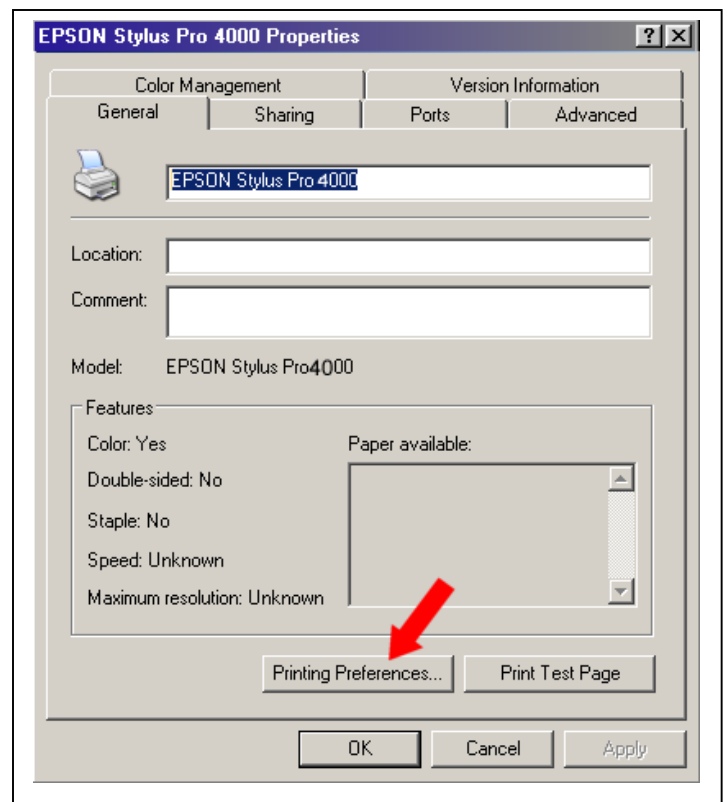 EPSON Stylus Pro 4000 Properties ? X
Color Management Version Information
General Sharing Ports Advanced
EPSON Stylus Pro 4000
Location:
Comment:
Model: EPSON Stylus Pro4000
Features
Color: Yes Paper available:
Double-sided: No
Staple: No
Speed: Unknown
Maximum resolution: Unknown
Printing Preferences... Print Test Page
OK Cancel Apply